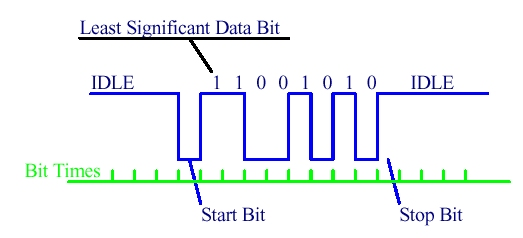 Least Significant Data Bit
IDLE 1 1 0 0 1 0 1 0 IDLE
Bit Times
Start Bit Stop Bit